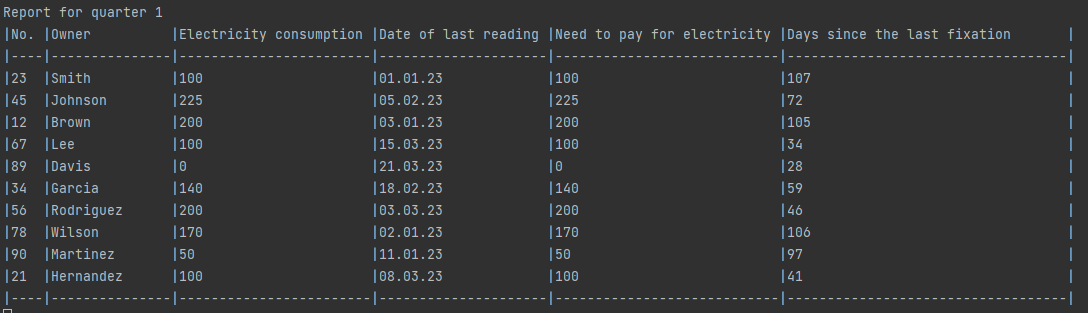 Report for quarter 1
|No. |Owner          |Electricity consumption |Date of last reading |Need to pay for electricity |Days since the last fixation       |
|----|---------------|------------------------|---------------------|----------------------------|-----------------------------------|
|23  |Smith          |100                     |01.01.23             |100                         |107                                |
|45  |Johnson        |225                     |05.02.23             |225                         |72                                 |
|12  |Brown          |200                     |03.01.23             |200                         |105                                |
|67  |Lee            |100                     |15.03.23             |100                         |34                                 |
|89  |Davis          |0                       |21.03.23             |0                           |28                                 |
|34  |Garcia         |140                     |18.02.23             |140                         |59                                 |
|56  |Rodriguez      |200                     |03.03.23             |200                         |46                                 |
|78  |Wilson         |170                     |02.01.23             |170                         |106                                |
|90  |Martinez       |50                      |11.01.23             |50                          |97                                 |
|21  |Hernandez      |100                     |08.03.23             |100                         |41                                 |
|----|---------------|------------------------|---------------------|----------------------------|-----------------------------------|